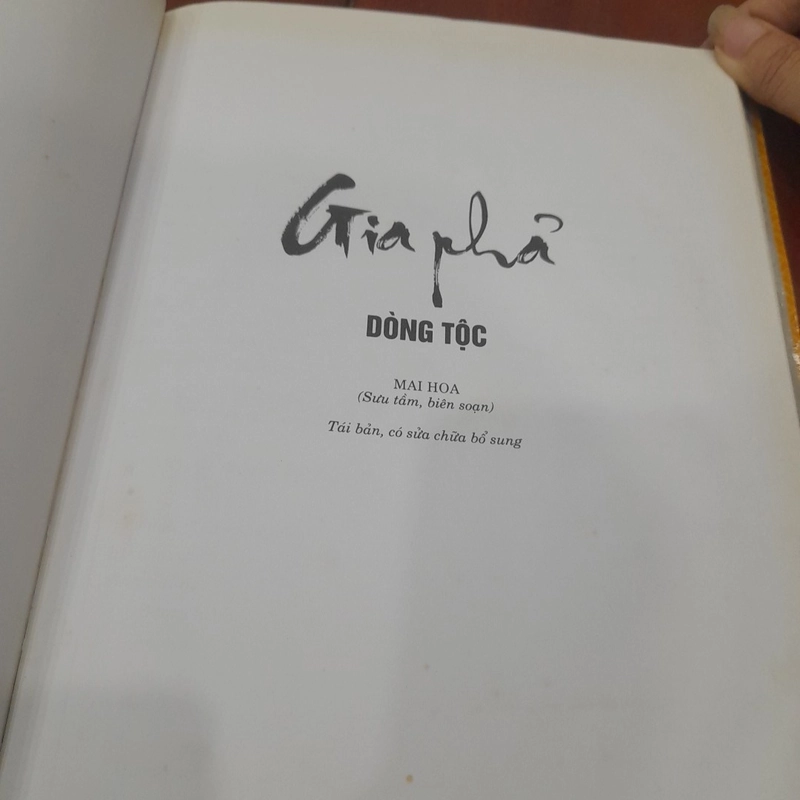 Gia phả
DÒNG TỘC
MAI HOA
(Sưu tầm, biên soạn)
Tái bản, có sửa chữa bổ sung